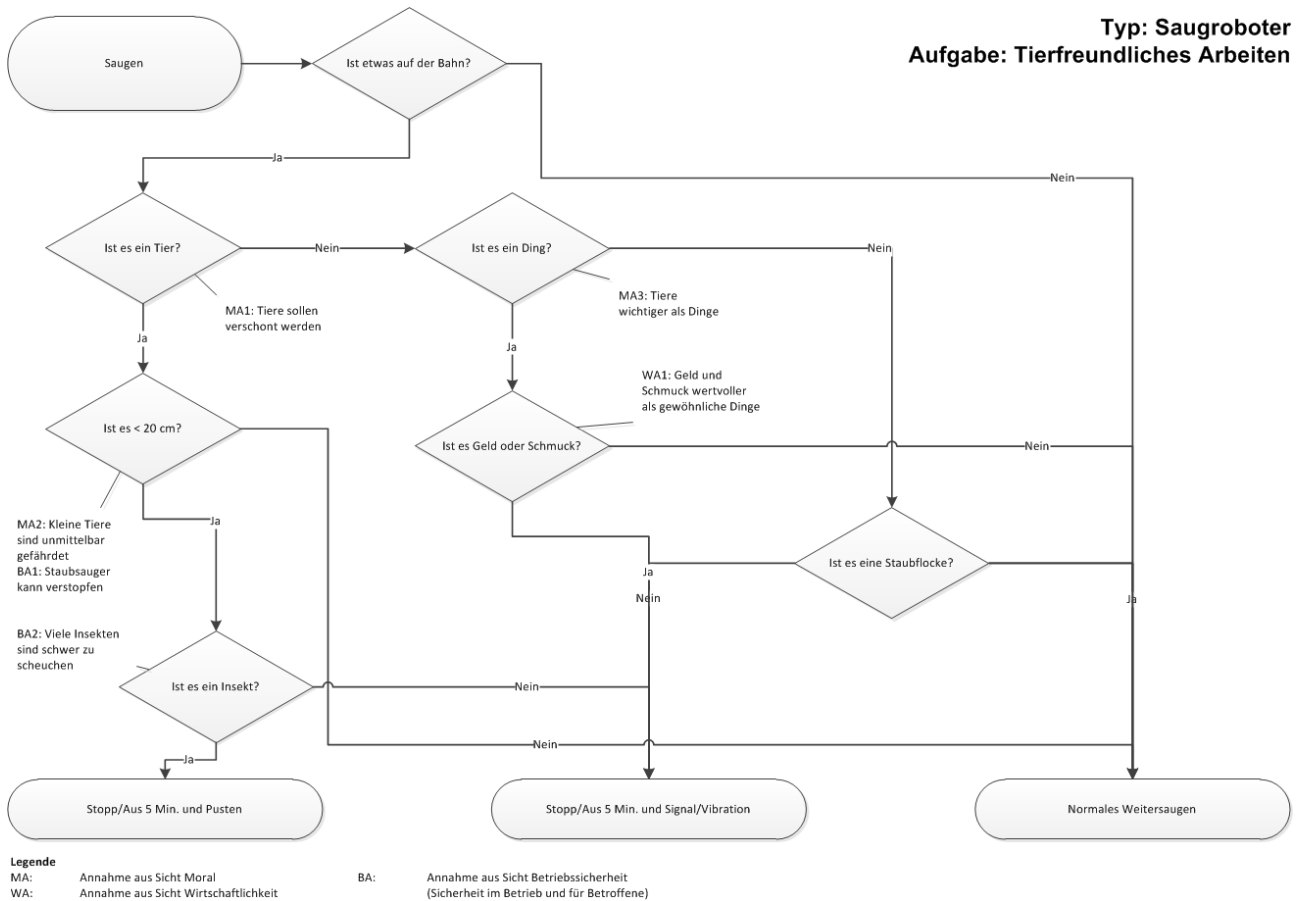 Typ: Saugroboter
Aufgabe: Tierfreundliches Arbeiten
Saugen
Ist etwas auf der Bahn?
Ja
Nein
Ist es ein Tier?
Nein
Ist es ein Ding?
Nein
MA1: Tiere sollen
verschont werden
MA3: Tiere
wichtiger als Dinge
Ja
Ja
WA1: Geld und
Schmuck wertvoller
als gewöhnliche Dinge
Ist es < 20 cm?
Ist es Geld oder Schmuck?
Nein
MA2: Kleine Tiere
sind unmittelbar
gefährdet
BA1: Staubsauger
kann verstopfen
Ja
Ist es eine Staubflocke?
Ja
Nein
Ja
BA2: Viele Insekten
sind schwer zu
scheuchen
Ist es ein Insekt?
Nein
Nein
Ja
Stopp/Aus 5 Min. und Pusten
Stopp/Aus 5 Min. und Signal/Vibration
Normales Weitersaugen
Legende
MA: Annahme aus Sicht Moral
WA: Annahme aus Sicht Wirtschaftlichkeit
BA: Annahme aus Sicht Betriebssicherheit
(Sicherheit im Betrieb und für Betroffene)